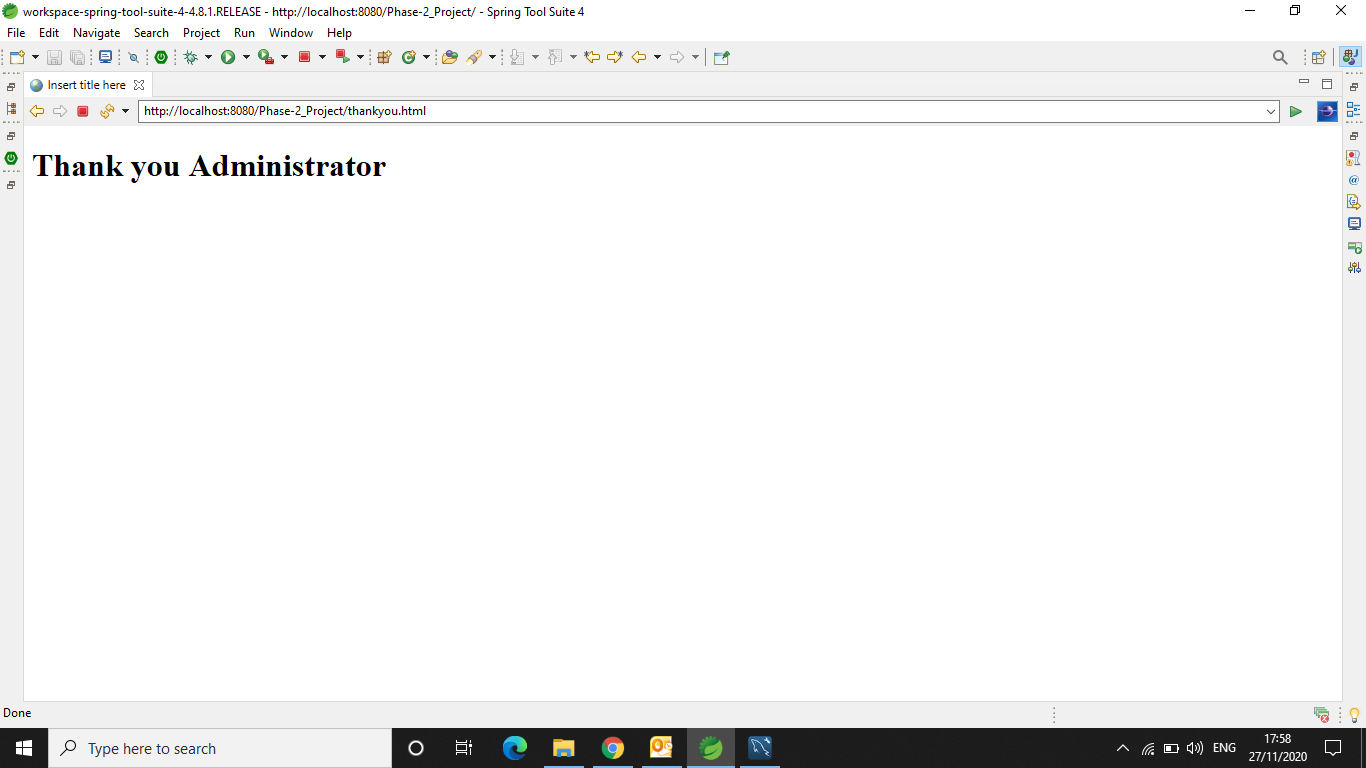 workspace-spring-tool-suite-4-4.8.1.RELEASE - http://localhost:8080/Phase-2_Project/ - Spring Tool Suite 4
File Edit Navigate Search Project Run Window Help
Insert title here
http://localhost:8080/Phase-2_Project/thankyou.html
Thank you Administrator
Done
Type here to search
ENG
17:58
27/11/2020